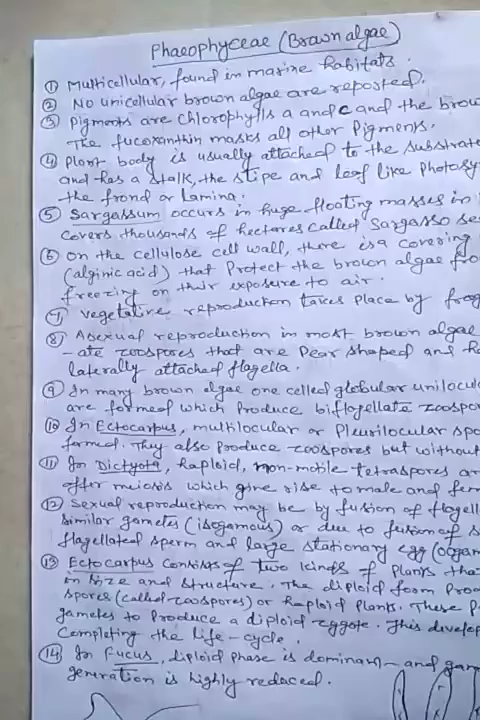 Phaeophyceae (Brown algae)
① Multicellular, found in marine habitats.
② No unicellular brown algae are reposted.
③ Pigments are chlorophylls a and c and the brow
The fucoxanthin masks all other Pigments.
④ Plant body is usually attached to the substrate
and has a stalk, the stipe and leaf like Photosy
the frond or lamina.
⑤ Sargassum occurs in huge floating masses in
covers thousands of hectares called Sargasso se
⑥ On the cellulose cell wall, there is a covering
(alginic acid) that Protect the brown algae fro
freezing on their exposure to air.
⑦ Vegetative reproduction takes place by frag
⑧ Asexual reproduction in most brown algae
-ate zoospores that are Pear shaped and ha
laterally attached flagella.
⑨ In many brown algae one celled globular uniloculo
are formed which Produce biflagellate zoospor
⑩ In Ectocarpus, multilocular or Pleurilocular spo
formed. They also Produce zoospores but without
⑪ In Dictyota, haploid, non-motile tetraspores ar
after meiosis which give rise to male and fem
⑫ Sexual reproduction may be by fusion of flagell
similar gametes (isogamous) or due to fusion of s
flagellated sperm and large stationary egg (oogam
⑬ Ectocarpus consists of two kinds of Plants tha
in size and structure. The diploid form Prod
spores (called zoospores) or haploid Plants. These P
gametes to Produce a diploid zygote. This develop
Completing the life-cycle.
⑭ In Fucus, diploid phase is dominant- and gam
generation is highly reduced.